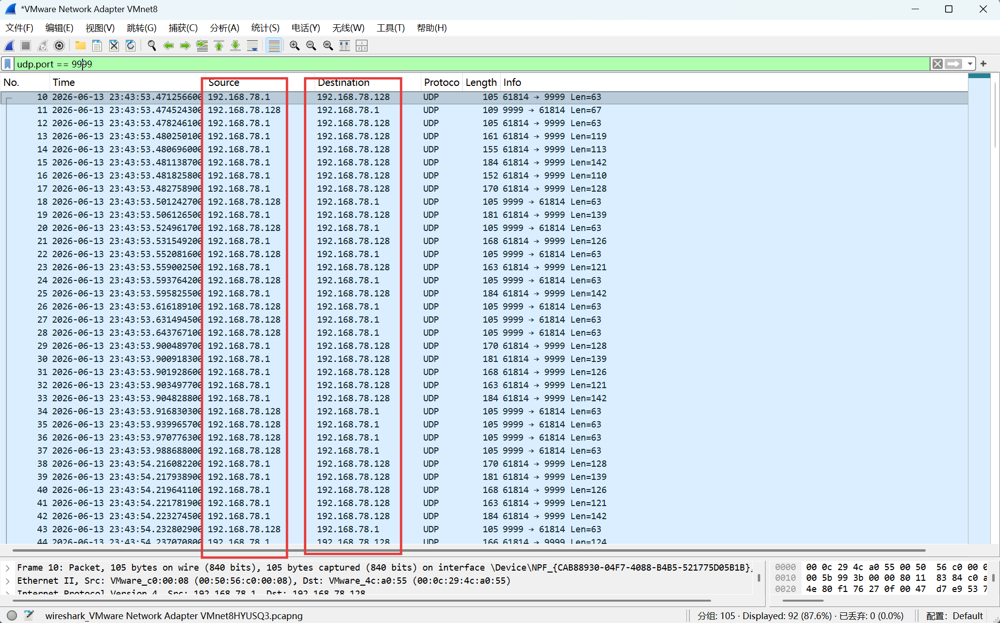 *VMware Network Adapter VMnet8
文件(F) 编辑(E) 视图(V) 跳转(G) 捕获(C) 分析(A) 统计(S) 电话(Y) 无线(W) 工具(T) 帮助(H)
udp.port == 9999
No. Time Source Destination Protoco Length Info
10 2026-06-13 23:43:53.471256600 192.168.78.1 192.168.78.128 UDP 105 61814 → 9999 Len=63
11 2026-06-13 23:43:53.474524300 192.168.78.128 192.168.78.1 UDP 109 9999 → 61814 Len=67
12 2026-06-13 23:43:53.478246100 192.168.78.1 192.168.78.128 UDP 105 61814 → 9999 Len=63
13 2026-06-13 23:43:53.480250100 192.168.78.1 192.168.78.128 UDP 161 61814 → 9999 Len=119
14 2026-06-13 23:43:53.480696000 192.168.78.1 192.168.78.128 UDP 155 61814 → 9999 Len=113
15 2026-06-13 23:43:53.481138700 192.168.78.1 192.168.78.128 UDP 184 61814 → 9999 Len=142
16 2026-06-13 23:43:53.481825800 192.168.78.1 192.168.78.128 UDP 152 61814 → 9999 Len=110
17 2026-06-13 23:43:53.482758900 192.168.78.1 192.168.78.128 UDP 170 61814 → 9999 Len=128
18 2026-06-13 23:43:53.501242700 192.168.78.128 192.168.78.1 UDP 105 9999 → 61814 Len=63
19 2026-06-13 23:43:53.506126500 192.168.78.1 192.168.78.128 UDP 181 61814 → 9999 Len=139
20 2026-06-13 23:43:53.524961700 192.168.78.128 192.168.78.1 UDP 105 9999 → 61814 Len=63
21 2026-06-13 23:43:53.531549200 192.168.78.1 192.168.78.128 UDP 168 61814 → 9999 Len=126
22 2026-06-13 23:43:53.552081600 192.168.78.128 192.168.78.1 UDP 105 9999 → 61814 Len=63
23 2026-06-13 23:43:53.559002500 192.168.78.1 192.168.78.128 UDP 163 61814 → 9999 Len=121
24 2026-06-13 23:43:53.593764200 192.168.78.128 192.168.78.1 UDP 105 9999 → 61814 Len=63
25 2026-06-13 23:43:53.595825500 192.168.78.1 192.168.78.128 UDP 184 61814 → 9999 Len=142
26 2026-06-13 23:43:53.616189100 192.168.78.128 192.168.78.1 UDP 105 9999 → 61814 Len=63
27 2026-06-13 23:43:53.631494500 192.168.78.128 192.168.78.1 UDP 105 9999 → 61814 Len=63
28 2026-06-13 23:43:53.643767100 192.168.78.128 192.168.78.1 UDP 105 9999 → 61814 Len=63
29 2026-06-13 23:43:53.900489700 192.168.78.1 192.168.78.128 UDP 170 61814 → 9999 Len=128
30 2026-06-13 23:43:53.900918300 192.168.78.1 192.168.78.128 UDP 181 61814 → 9999 Len=139
31 2026-06-13 23:43:53.901928600 192.168.78.1 192.168.78.128 UDP 168 61814 → 9999 Len=126
32 2026-06-13 23:43:53.903497700 192.168.78.1 192.168.78.128 UDP 163 61814 → 9999 Len=121
33 2026-06-13 23:43:53.904828800 192.168.78.1 192.168.78.128 UDP 184 61814 → 9999 Len=142
34 2026-06-13 23:43:53.916830300 192.168.78.128 192.168.78.1 UDP 105 9999 → 61814 Len=63
35 2026-06-13 23:43:53.939965700 192.168.78.128 192.168.78.1 UDP 105 9999 → 61814 Len=63
36 2026-06-13 23:43:53.970776300 192.168.78.128 192.168.78.1 UDP 105 9999 → 61814 Len=63
37 2026-06-13 23:43:53.988688000 192.168.78.128 192.168.78.1 UDP 105 9999 → 61814 Len=63
38 2026-06-13 23:43:54.216082200 192.168.78.1 192.168.78.128 UDP 170 61814 → 9999 Len=128
39 2026-06-13 23:43:54.217938900 192.168.78.1 192.168.78.128 UDP 181 61814 → 9999 Len=139
40 2026-06-13 23:43:54.219641100 192.168.78.1 192.168.78.128 UDP 168 61814 → 9999 Len=126
41 2026-06-13 23:43:54.221781900 192.168.78.1 192.168.78.128 UDP 163 61814 → 9999 Len=121
42 2026-06-13 23:43:54.223274500 192.168.78.1 192.168.78.128 UDP 184 61814 → 9999 Len=142
43 2026-06-13 23:43:54.232802900 192.168.78.128 192.168.78.1 UDP 105 9999 → 61814 Len=63
44 2026-06-13 23:43:54.237070800 192.168.78.1 192.168.78.128 UDP 166 61814 → 9999 Len=124
Frame 10: Packet, 105 bytes on wire (840 bits), 105 bytes captured (840 bits) on interface \Device\NPF_{CAB88930-04F7-4088-B4B5-521775D05B1B},
Ethernet II, Src: VMware_c0:00:08 (00:50:56:c0:00:08), Dst: VMware_4c:a0:55 (00:0c:29:4c:a0:55)
Internet Protocol Version 4, Src: 192.168.78.1, Dst: 192.168.78.128
0000 00 0c 29 4c a0 55 00 50 56 c0 00 0
0010 00 5b 99 3b 00 00 80 11 83 84 c0 a
0020 4e 80 f1 76 27 0f 00 47 d7 e9 53 7
wireshark_VMware Network Adapter VMnet8HYUSQ3.pcapng
分组: 105 · Displayed: 92 (87.6%) · 已丢弃: 0 (0.0%)
配置: Default